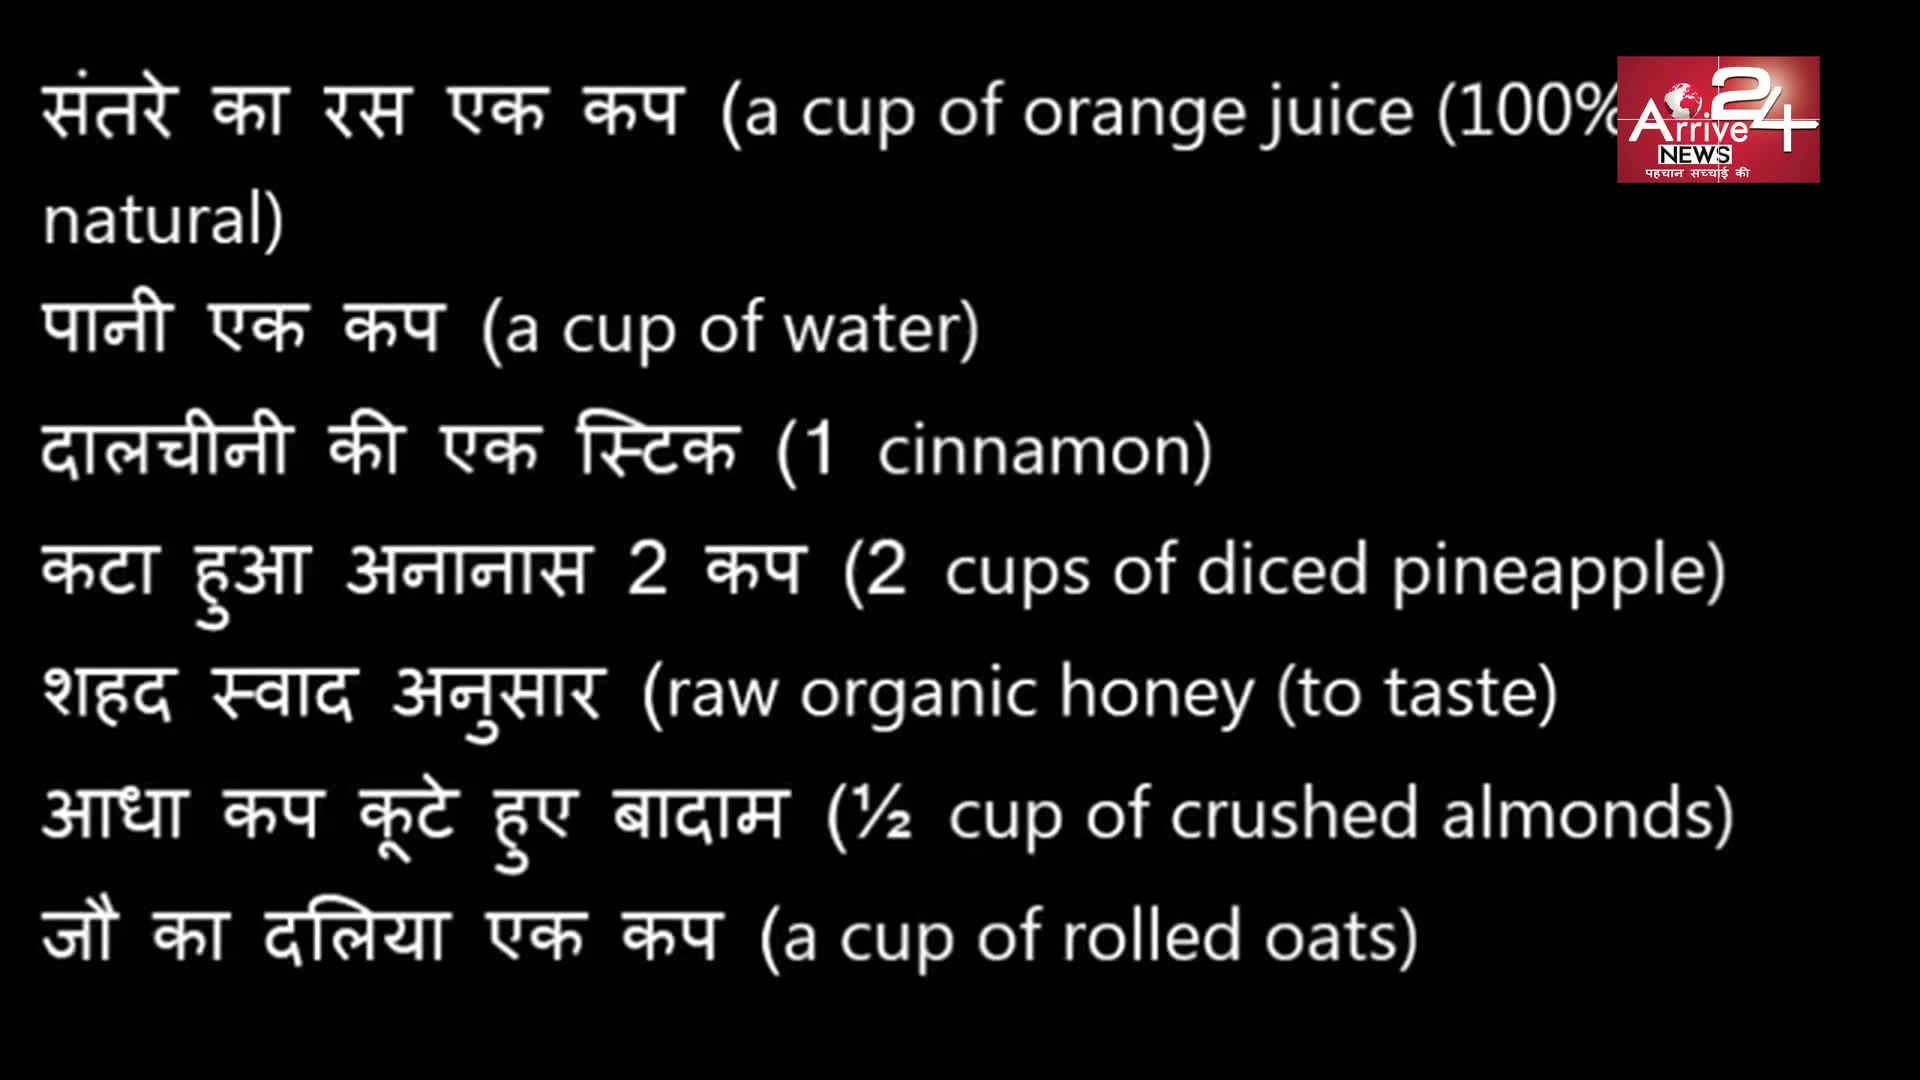 संतरे का रस एक कप (a cup of orange juice (100%
natural)
पानी एक कप (a cup of water)
दालचीनी की एक स्टिक (1 cinnamon)
कटा हुआ अनानास 2 कप (2 cups of diced pineapple)
शहद स्वाद अनुसार (raw organic honey (to taste)
आधा कप कूटे हुए बादाम (½ cup of crushed almonds)
जौ का दलिया एक कप (a cup of rolled oats)
Arrive 24
NEWS
पहचान सच्चाई की